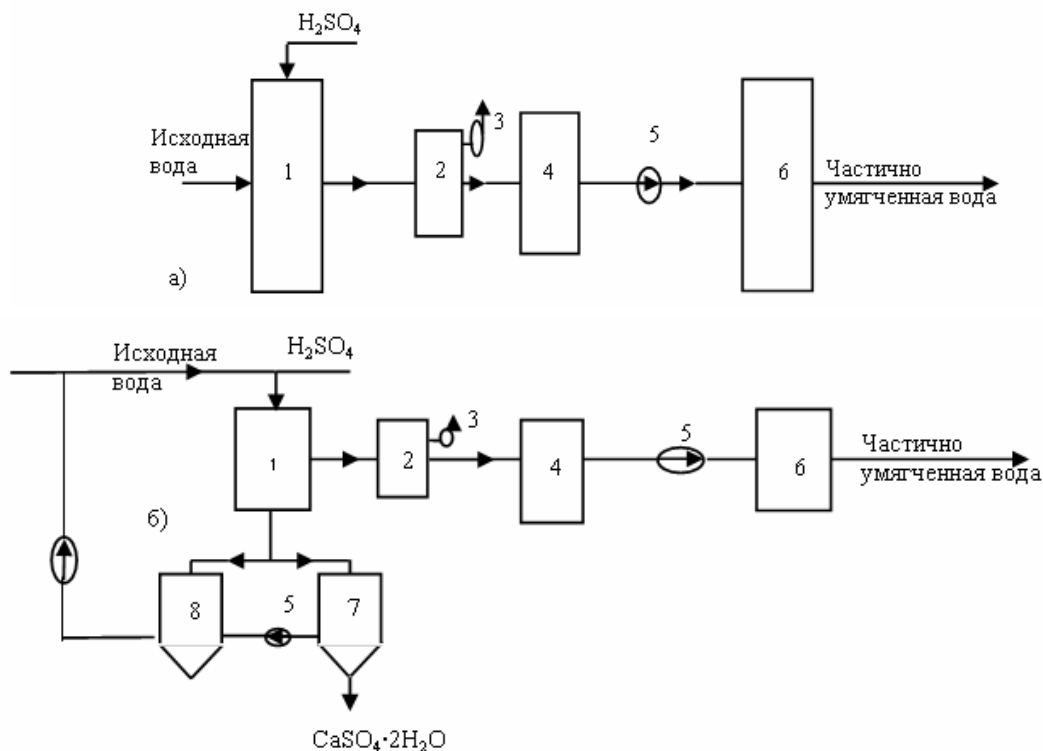 H₂SO₄
Исходная
вода
1
2
3
4
5
6
Частично
умягченная вода
а)
Исходная
вода
H₂SO₄
1
2
3
4
5
6
Частично
умягченная вода
б)
8
5
7
CaSO₄·2H₂O